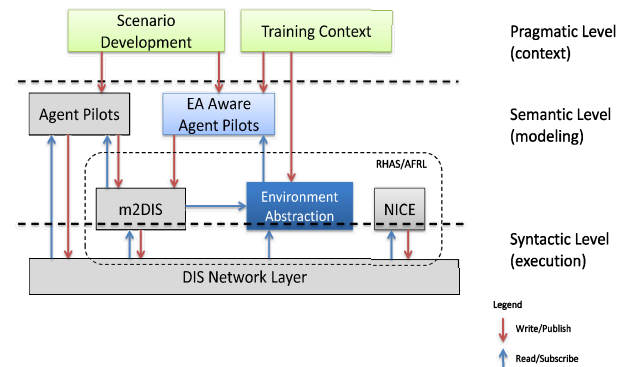 Scenario
Development
Training Context
Pragmatic Level
(context)
Agent Pilots
EA Aware
Agent Pilots
Semantic Level
(modeling)
RHAS/AFRL
m2DIS
Environment
Abstraction
NICE
Syntactic Level
(execution)
DIS Network Layer
Legend
Write/Publish
Read/Subscribe